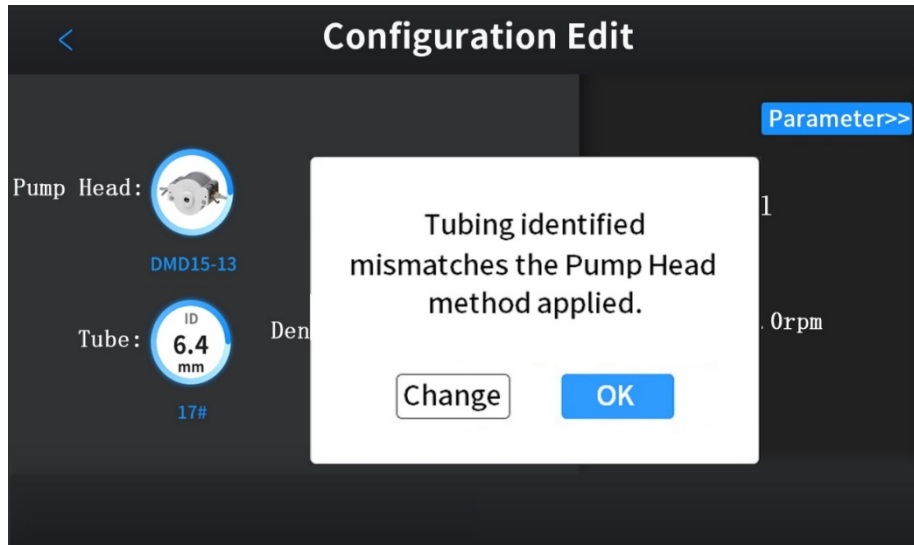 <
Configuration Edit
Parameter>>
Pump Head:
DMD15-13
Tubing identified
mismatches the Pump Head
method applied.
Change
OK
Tube:
ID
6.4
mm
17#
Den
l
.0rpm